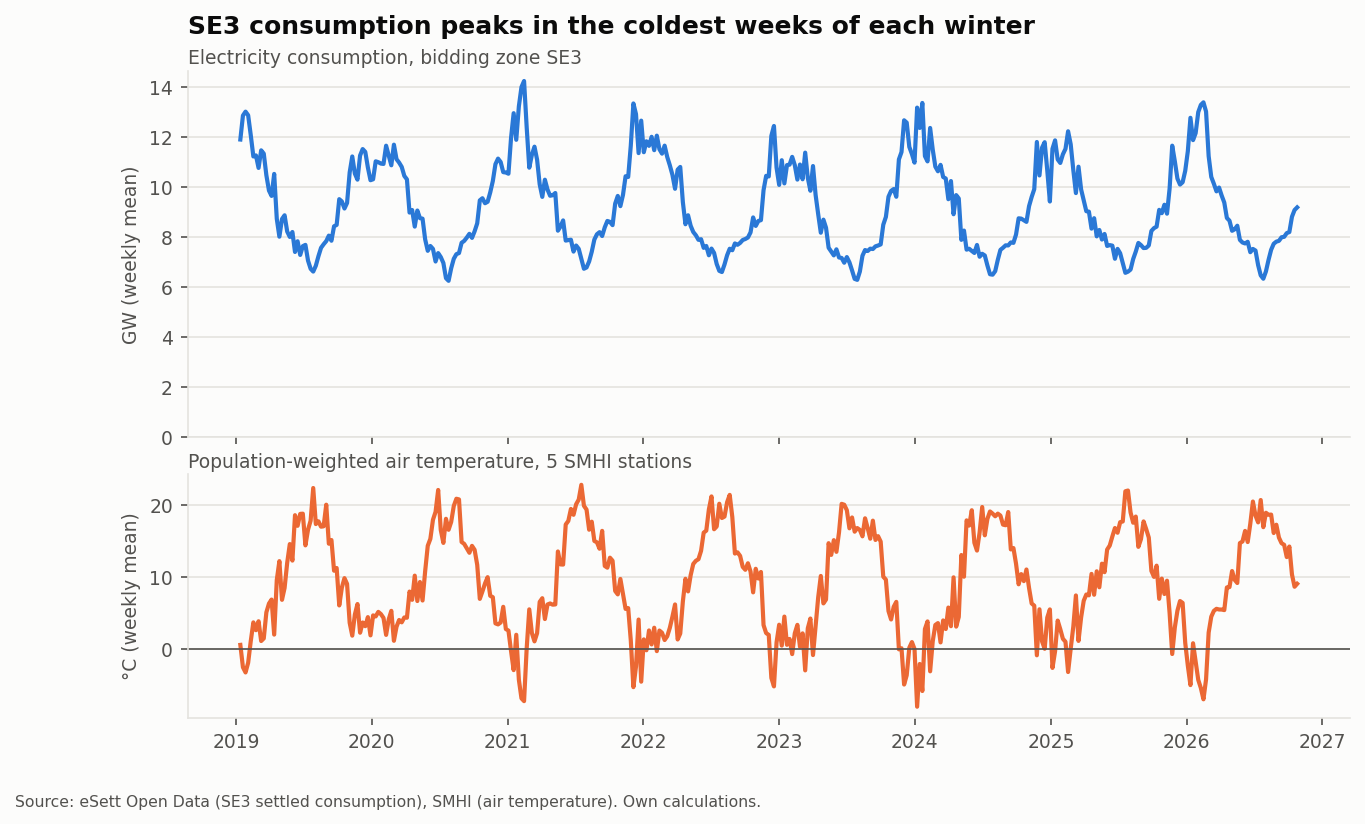 SE3 consumption peaks in the coldest weeks of each winter
Electricity consumption, bidding zone SE3
14
12
10
8
6
4
2
0
GW (weekly mean)
Population-weighted air temperature, 5 SMHI stations
20
10
0
°C (weekly mean)
2019 2020 2021 2022 2023 2024 2025 2026 2027
Source: eSett Open Data (SE3 settled consumption), SMHI (air temperature). Own calculations.